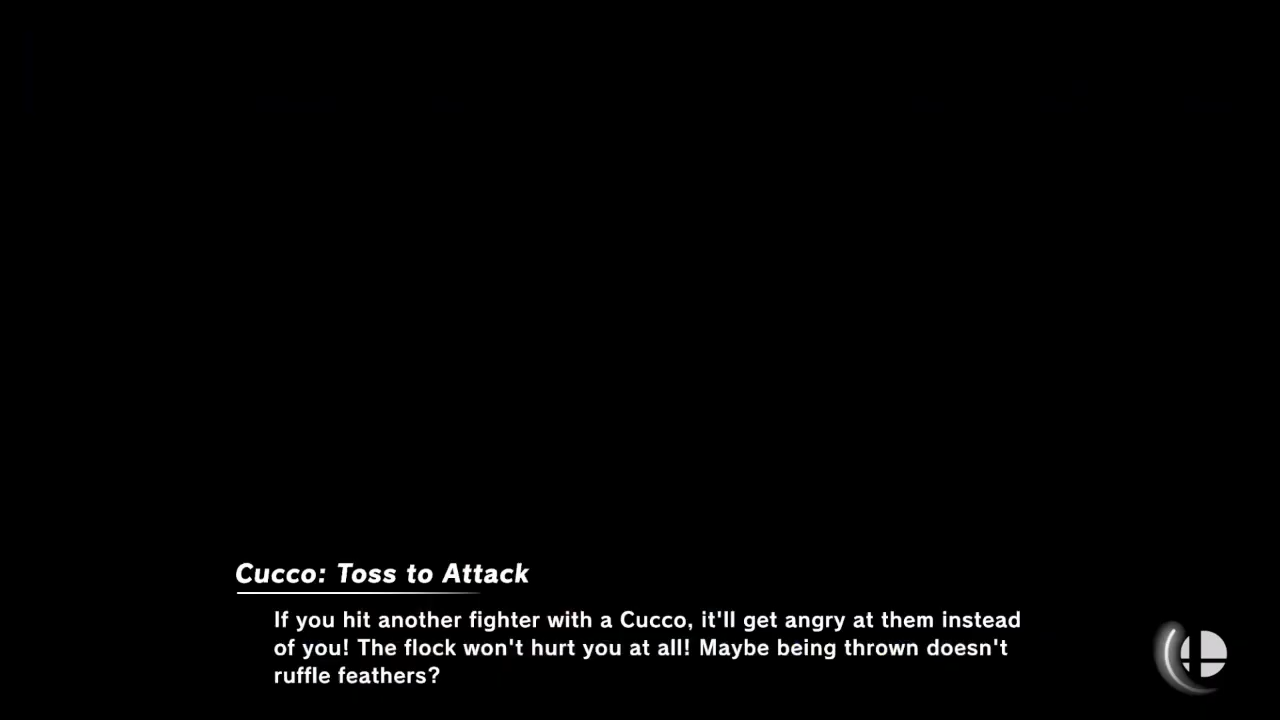 Cucco: Toss to Attack
If you hit another fighter with a Cucco, it'll get angry at them instead
of you! The flock won't hurt you at all! Maybe being thrown doesn't
ruffle feathers?